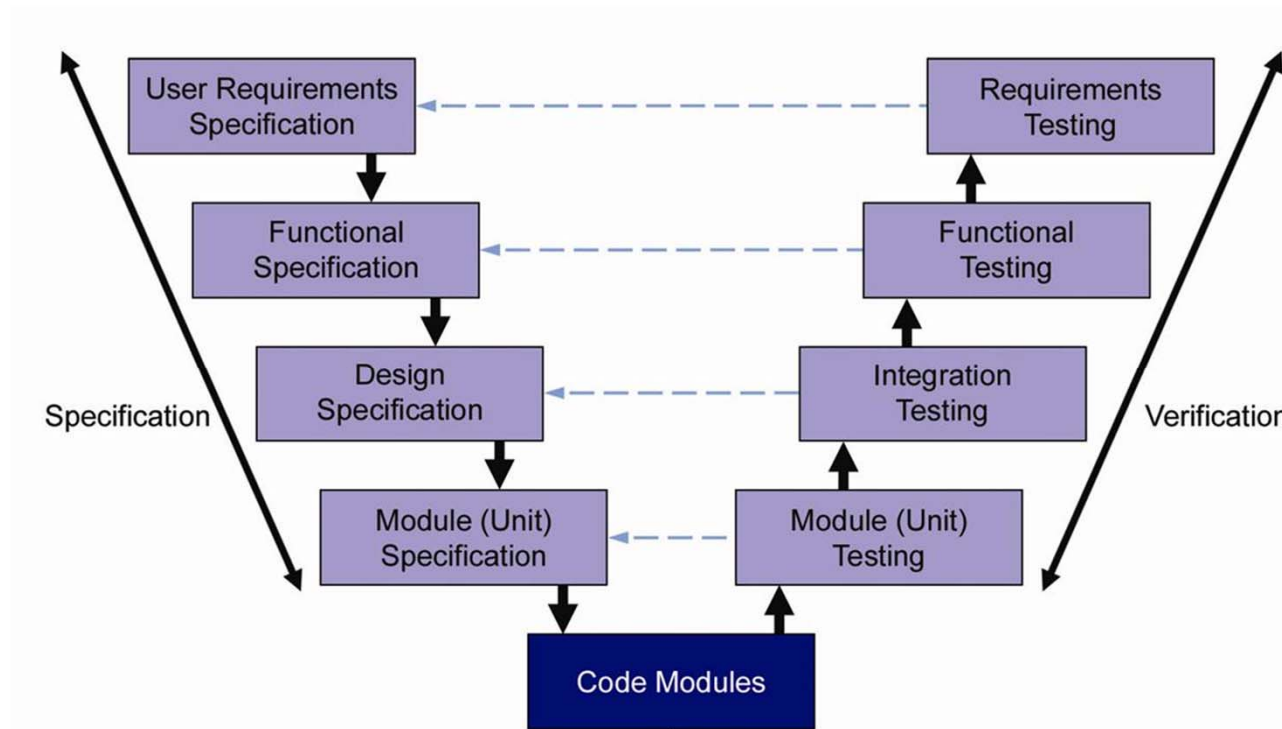 User Requirements
Specification
Requirements
Testing
Functional
Specification
Functional
Testing
Design
Specification
Integration
Testing
Specification
Verification
Module (Unit)
Specification
Module (Unit)
Testing
Code Modules